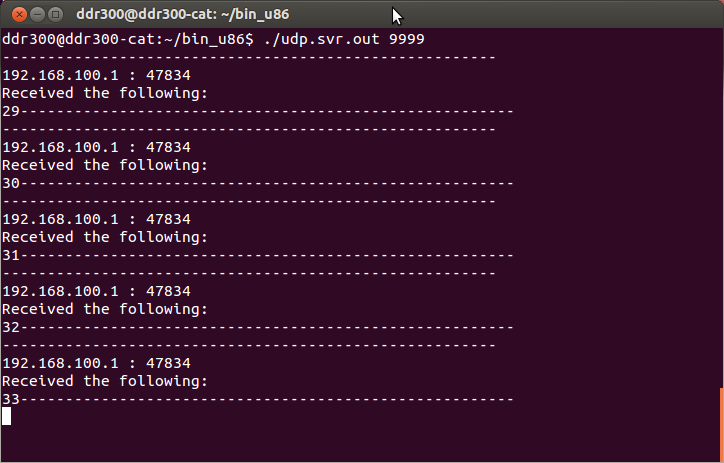 ddr300@ddr300-cat: ~/bin_u86
ddr300@ddr300-cat:~/bin_u86$ ./udp.svr.out 9999
-------------------------------------------------------
192.168.100.1 : 47834
Received the following:
29-------------------------------------------------------
-------------------------------------------------------
192.168.100.1 : 47834
Received the following:
30-------------------------------------------------------
-------------------------------------------------------
192.168.100.1 : 47834
Received the following:
31-------------------------------------------------------
-------------------------------------------------------
192.168.100.1 : 47834
Received the following:
32-------------------------------------------------------
-------------------------------------------------------
192.168.100.1 : 47834
Received the following:
33-------------------------------------------------------